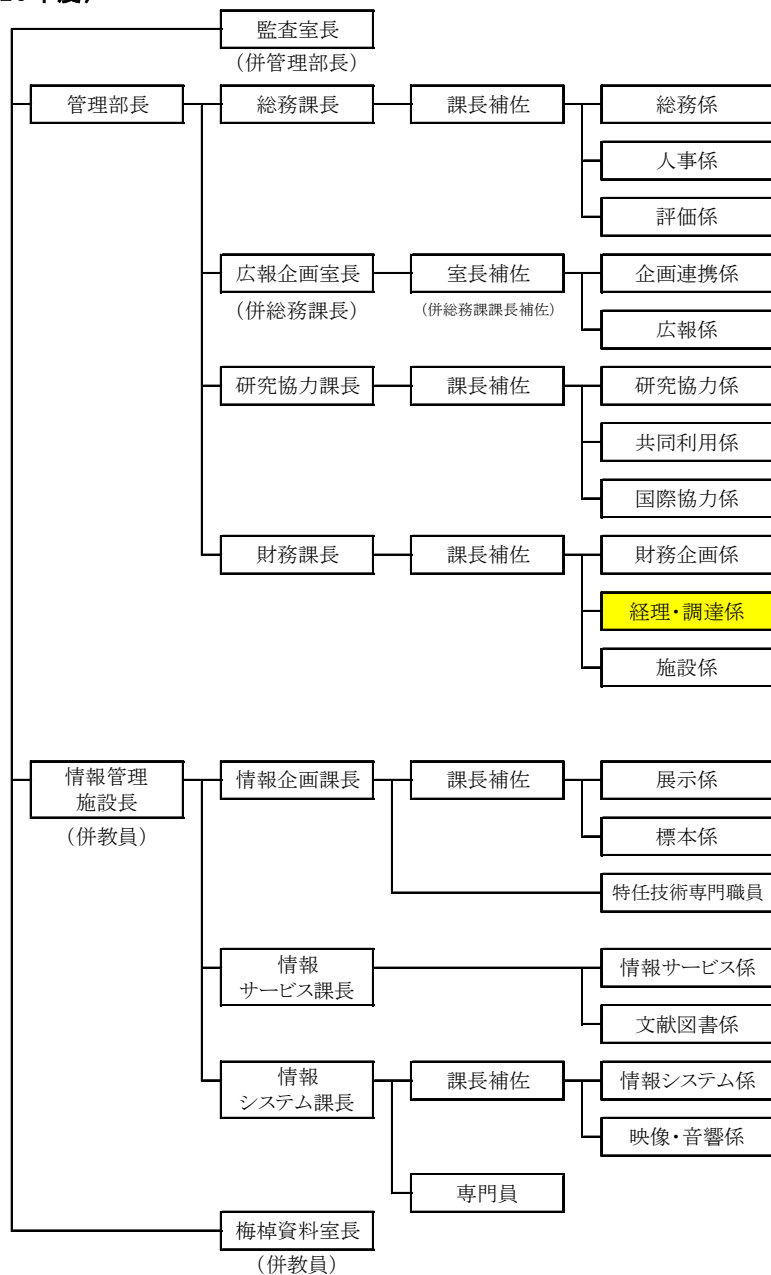 監査室長
（併管理部長）
管理部長
総務課長
課長補佐
総務係
人事係
評価係
広報企画室長
（併総務課長）
室長補佐
（併総務課課長補佐）
企画連携係
広報係
研究協力課長
課長補佐
研究協力係
共同利用係
国際協力係
財務課長
課長補佐
財務企画係
経理・調達係
施設係
情報管理
施設長
（併教員）
情報企画課長
課長補佐
展示係
標本係
特任技術専門職員
情報
サービス課長
情報サービス係
文献図書係
情報
システム課長
課長補佐
情報システム係
映像・音響係
専門員
梅棹資料室長
（併教員）